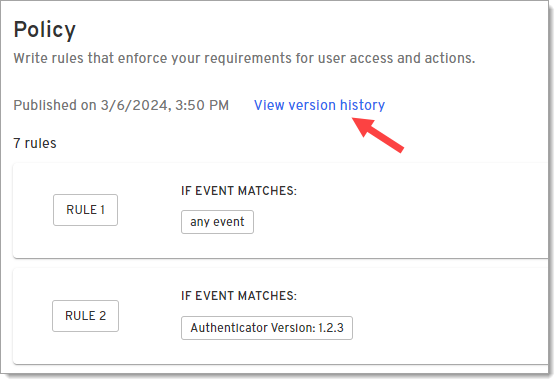 Policy
Write rules that enforce your requirements for user access and actions.
Published on 3/6/2024, 3:50 PM View version history
7 rules
RULE 1
IF EVENT MATCHES:
any event
RULE 2
IF EVENT MATCHES:
Authenticator Version: 1.2.3